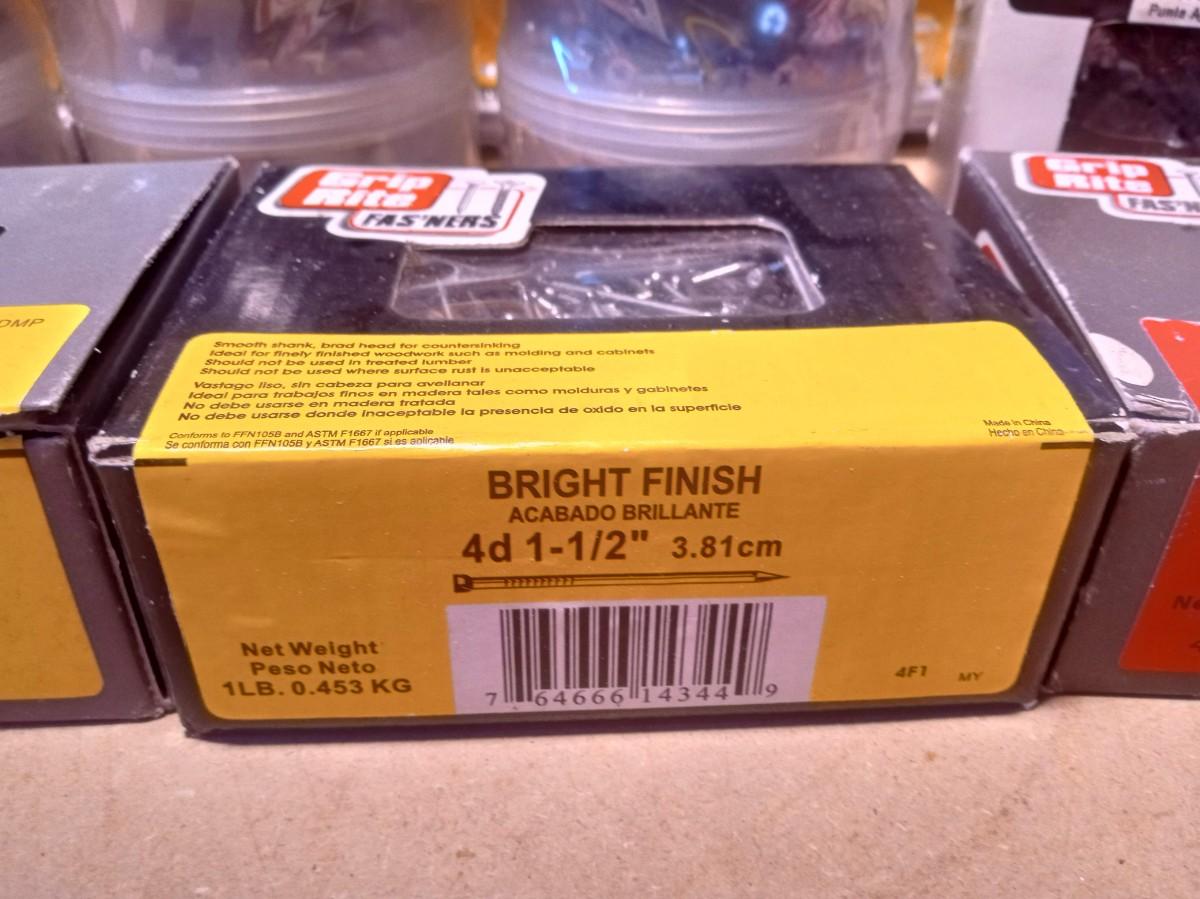 Punta
Grip
Rite
FAS'NERS
Grip
Rite
FAS'N
DMP
Smooth shank, brad head for countersinking
Ideal for finely finished woodwork such as molding and cabinets
Should not be used in treated lumber
Should not be used where surface rust is unacceptable
Vastago liso, sin cabeza para avellanar
Ideal para trabajos finos en madera tales como molduras y gabinetes
No debe usarse en madera tratada
No debe usarse donde inaceptable la presencia de oxido en la superficie
Conforms to FFN105B and ASTM F1667 if applicable
Se conforma con FFN105B y ASTM F1667 si es aplicable
Made in China
Hecho en China
BRIGHT FINISH
ACABADO BRILLANTE
4d 1-1/2" 3.81cm
Net Weight
Peso Neto
1LB. 0.453 KG
7 64666 14344 9
4F1 MY